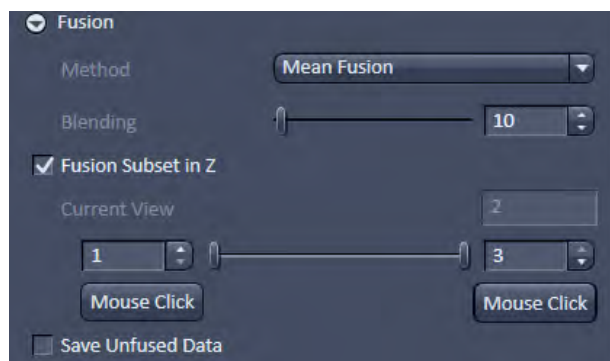 Fusion
Method Mean Fusion
Blending 10
Fusion Subset in Z
Current View 2
1 3
Mouse Click Mouse Click
Save Unfused Data